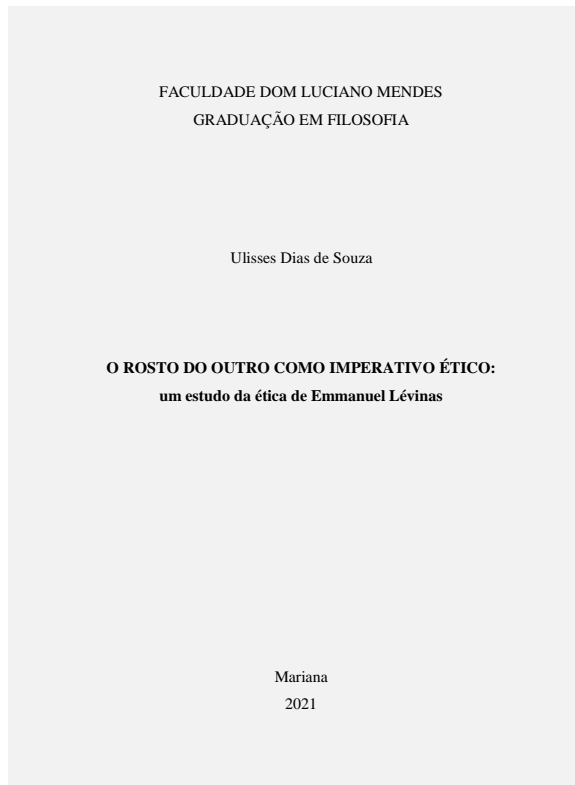 FACULDADE DOM LUCIANO MENDES
GRADUAÇÃO EM FILOSOFIA
Ulisses Dias de Souza
O ROSTO DO OUTRO COMO IMPERATIVO ÉTICO:
um estudo da ética de Emmanuel Lévinas
Mariana
2021